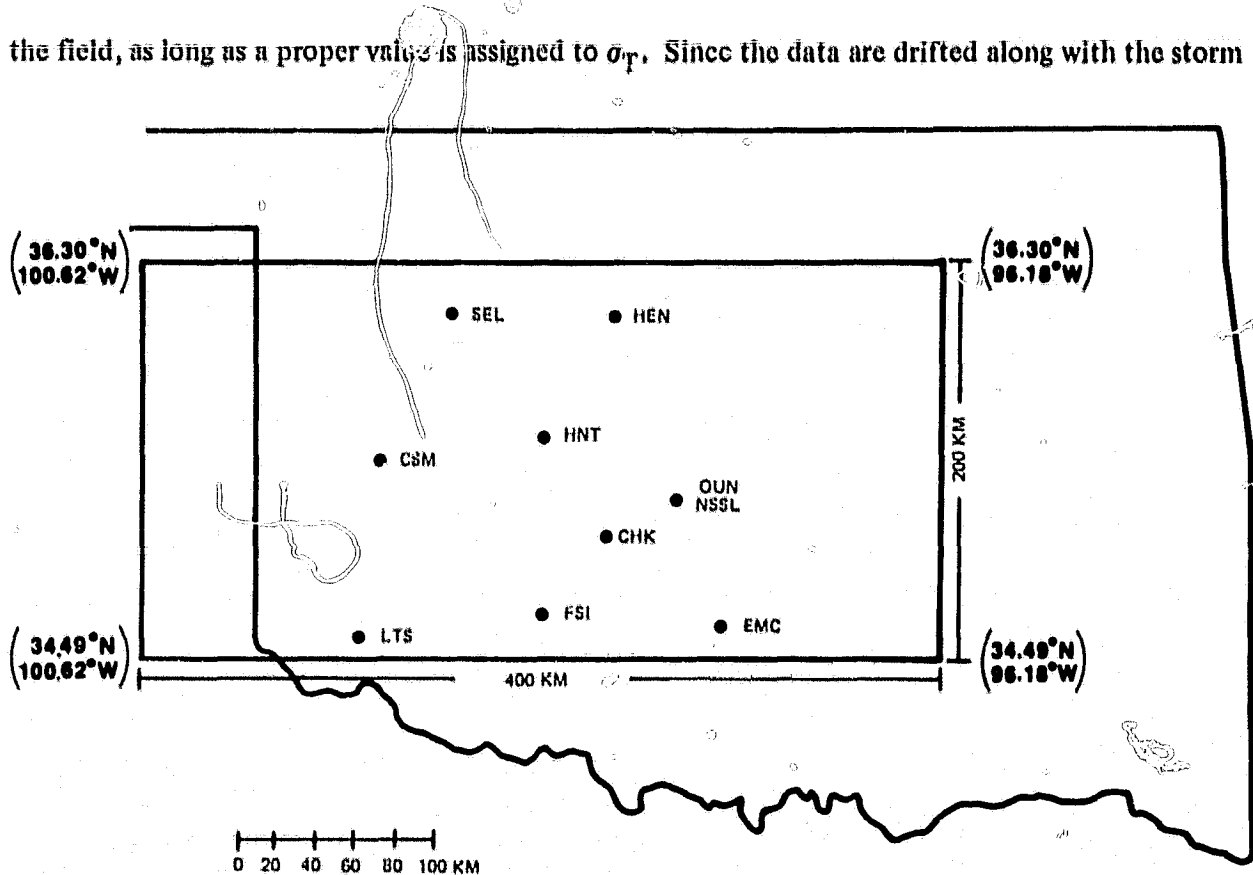 the field, as long as a proper value is assigned to σT. Since the data are drifted along with the storm
(36.30°N
100.62°W)
(36.30°N
96.18°W)
SEL
HEN
HNT
CSM
200 KM
OUN
NSSL
CHK
FSI
EMC
LTS
(34.49°N
100.62°W)
(34.49°N
96.18°W)
400 KM
0 20 40 60 80 100 KM